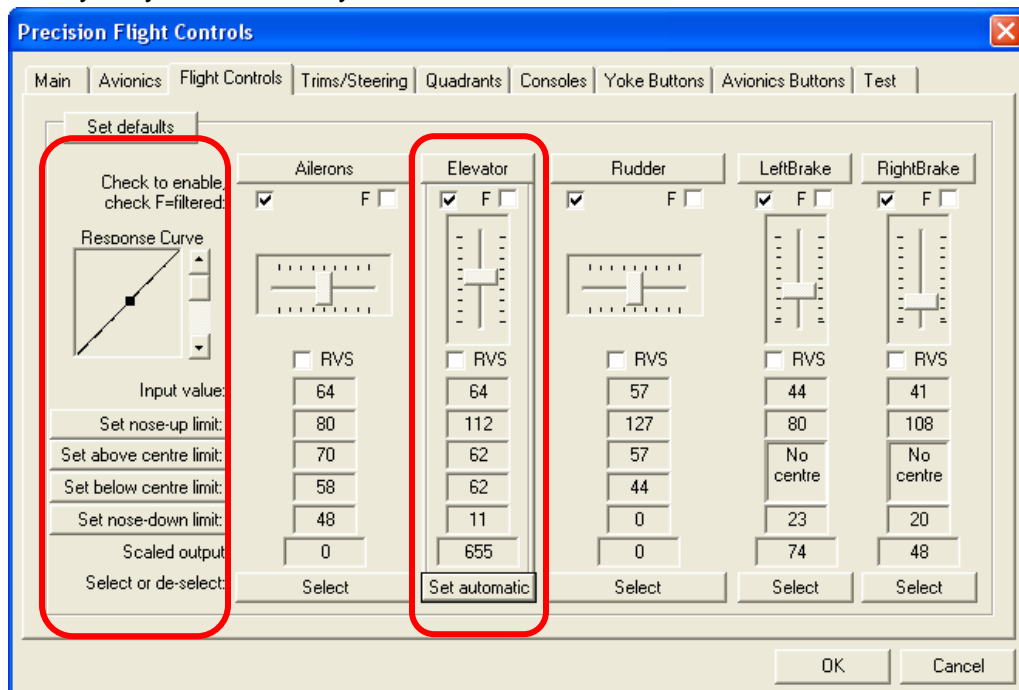 Precision Flight Controls
Main Avionics Flight Controls Trims/Steering Quadrants Consoles Yoke Buttons Avionics Buttons Test
Set defaults
Ailerons Elevator Rudder LeftBrake RightBrake
Check to enable,
check F=filtered:
F F F F F
Response Curve
RVS RVS RVS RVS RVS
Input value: 64 64 57 44 41
Set nose-up limit: 80 112 127 80 108
Set above centre limit: 70 62 57 No centre No centre
Set below centre limit: 58 62 44
Set nose-down limit: 48 11 0 23 20
Scaled output 0 655 0 74 48
Select or de-select: Select Set automatic Select Select Select
OK Cancel